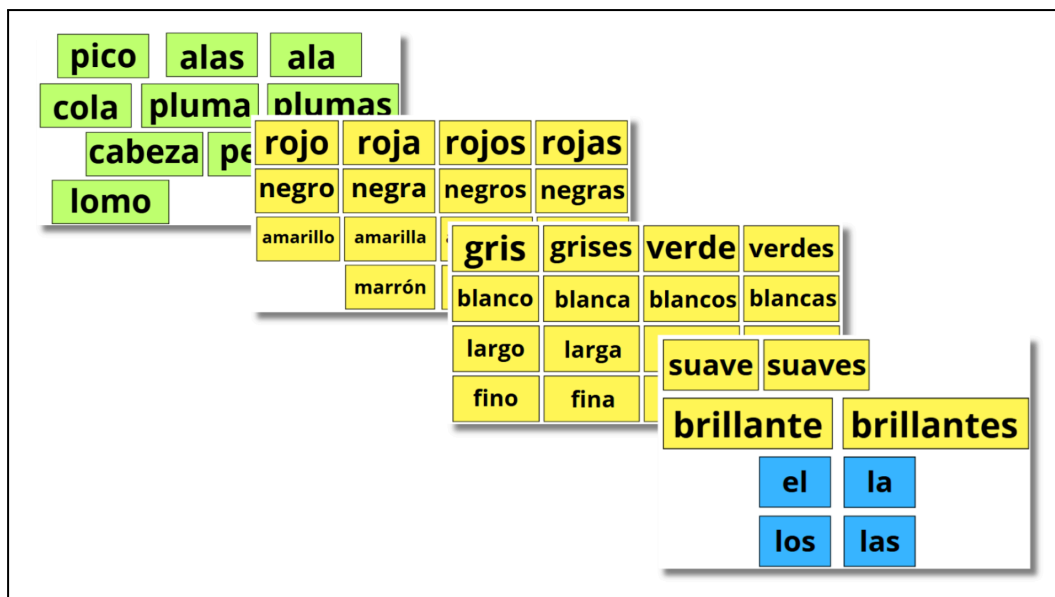 pico alas ala
cola pluma plumas
cabeza
lomo
rojo roja rojos rojas
negro negra negros negras
amarillo amarilla
marrón
gris grises verde verdes
blanco blanca blancos blancas
largo larga
fino fina
suave suaves
brillante brillantes
el la
los las